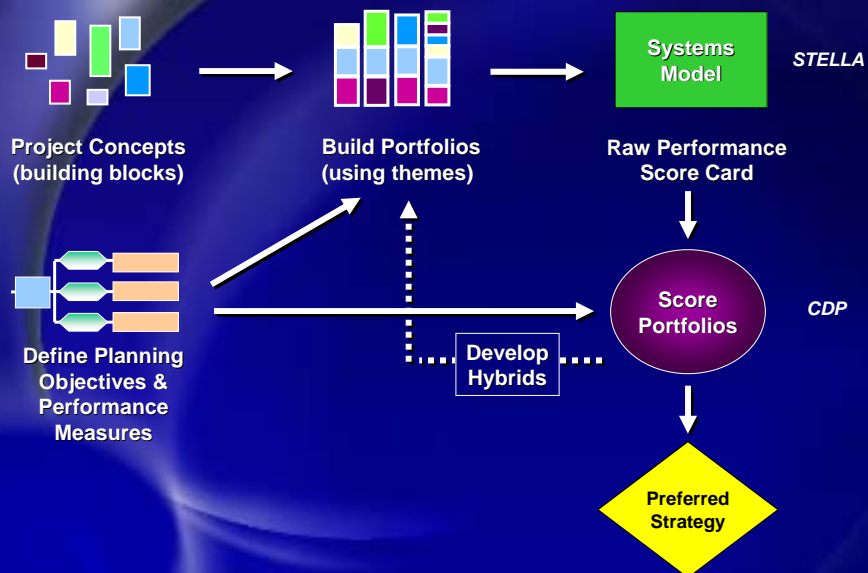 Systems
Model
STELLA
Project Concepts
(building blocks)
Build Portfolios
(using themes)
Raw Performance
Score Card
Score
Portfolios
CDP
Develop
Hybrids
Define Planning
Objectives &
Performance
Measures
Preferred
Strategy